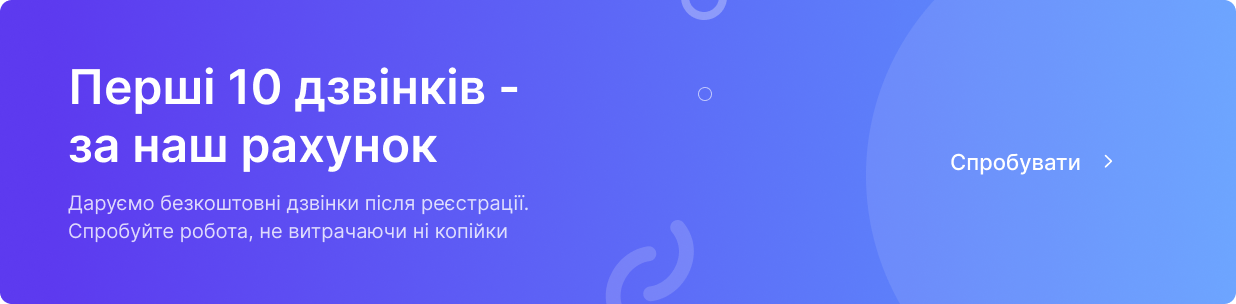 Перші 10 дзвінків -
за наш рахунок
Даруємо безкоштовні дзвінки після реєстрації.
Спробуйте робота, не витрачаючи ні копійки
Спробувати